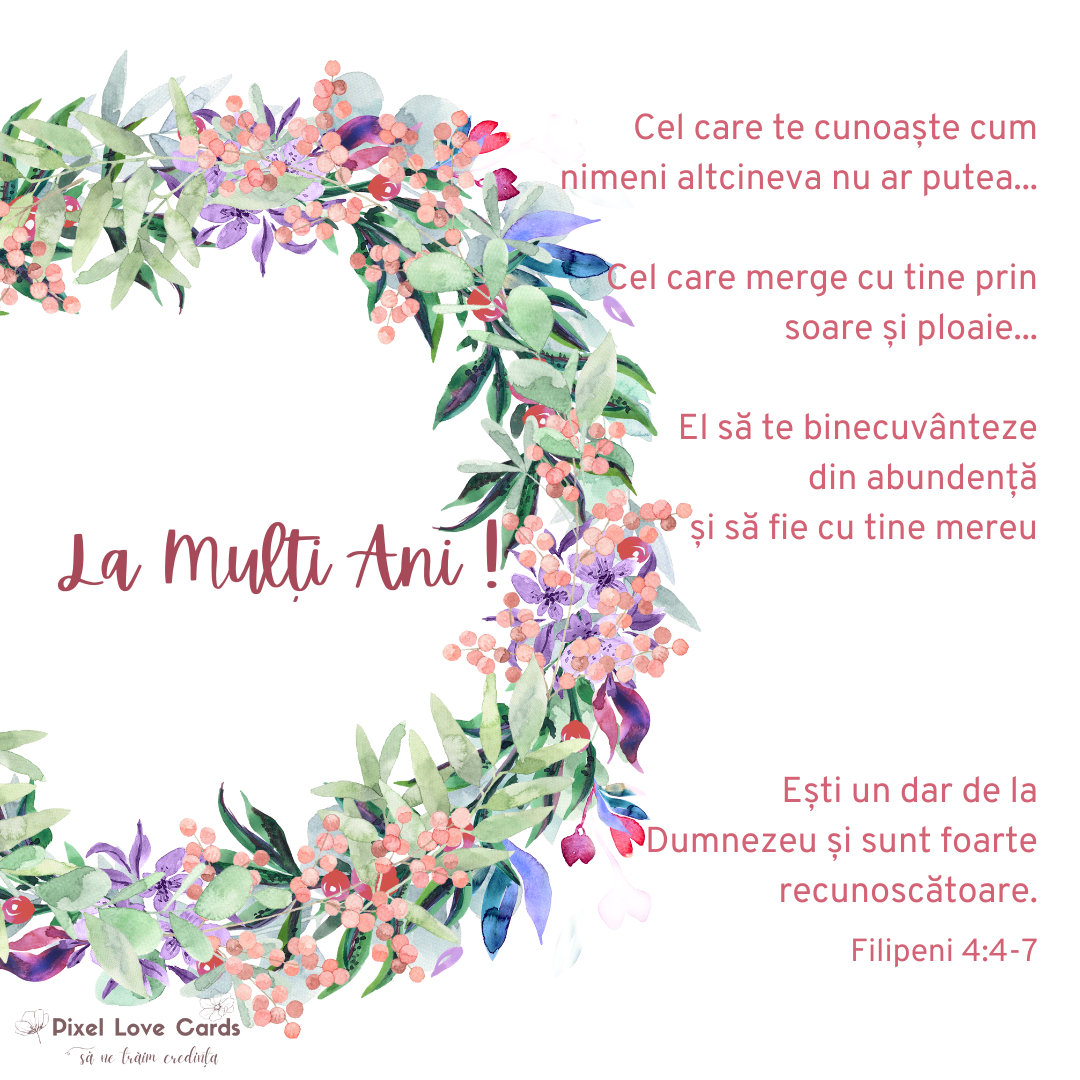 Cel care te cunoaște cum
nimeni altcineva nu ar putea...
Cel care merge cu tine prin
soare și ploaie...
El să te binecuvânteze
din abundență
și să fie cu tine mereu
La Mulți Ani !
Ești un dar de la
Dumnezeu și sunt foarte
recunoscătoare.
Filipeni 4:4-7
Pixel Love Cards
să ne trăim credința